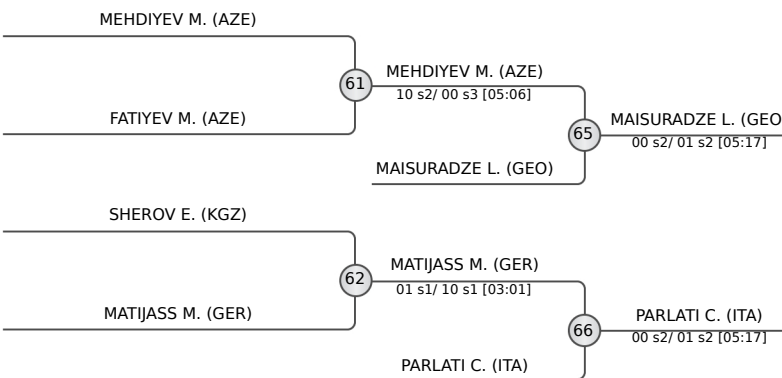 MEHDIYEV M. (AZE)
FATIYEV M. (AZE)
61
MEHDIYEV M. (AZE)
10 s2/ 00 s3 [05:06]
MAISURADZE L. (GEO)
65
MAISURADZE L. (GEO
00 s2/ 01 s2 [05:17]
SHEROV E. (KGZ)
MATIJASS M. (GER)
62
MATIJASS M. (GER)
01 s1/ 10 s1 [03:01]
PARLATI C. (ITA)
66
PARLATI C. (ITA)
00 s2/ 01 s2 [05:17]